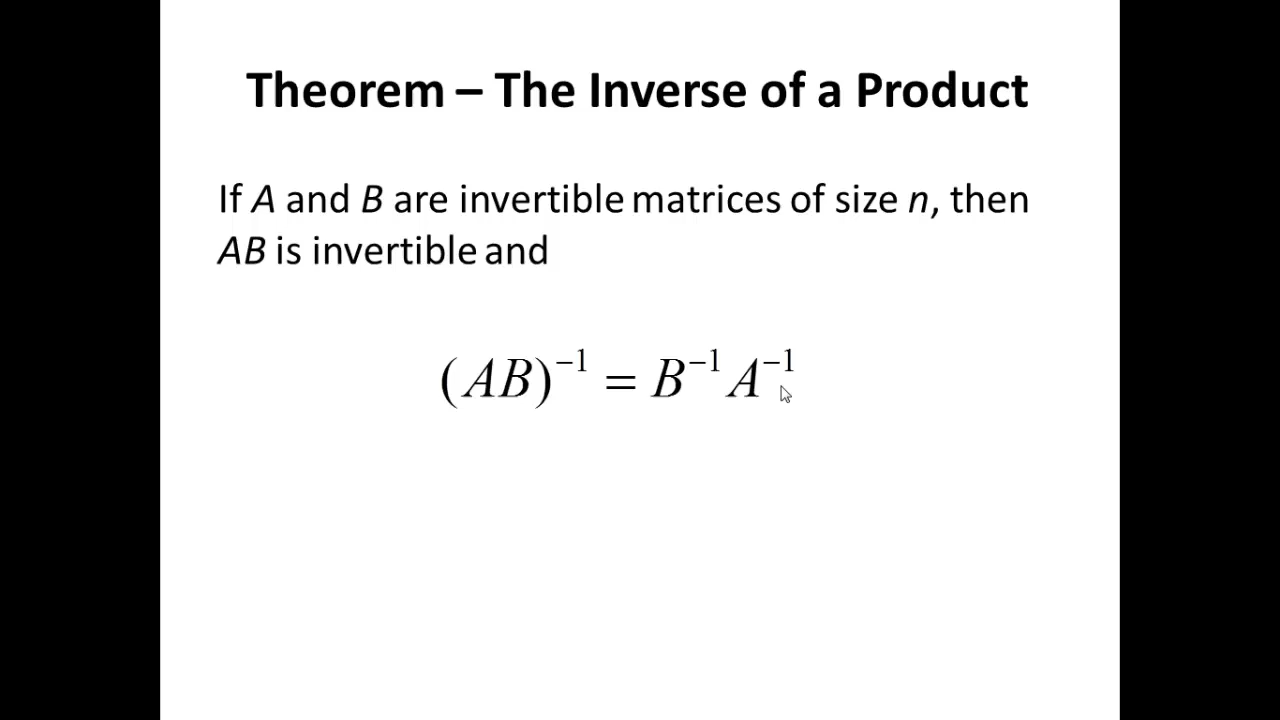 Theorem – The Inverse of a Product
If A and B are invertible matrices of size n, then
AB is invertible and
(AB)⁻¹ = B⁻¹A⁻¹